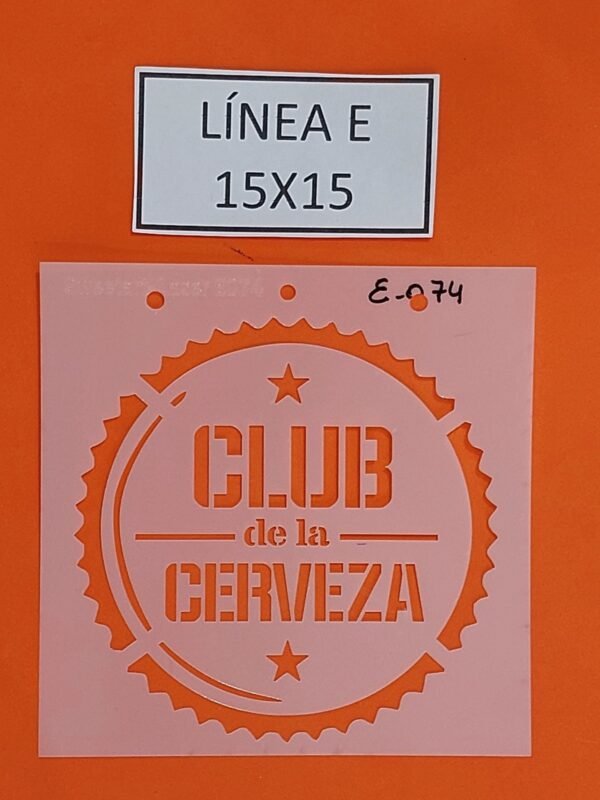 LÍNEA E
15X15
E-074
CLUB
de la
CERVEZA